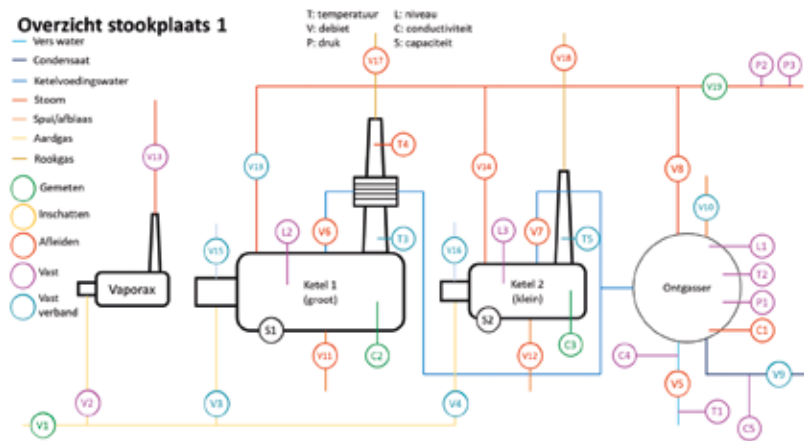 Overzicht stookplaats 1
T: temperatuur L: niveau
V: debiet C: conductiviteit
P: druk S: capaciteit
Vers water
Condensaat
Ketelvoedingswater
Stoom
Spui/afblaas
Aardgas
Rookgas
Gemeten
Inschatten
Afleiden
Vast
Vast
verband
V17
V18
P2
P3
V19
V13
V13
T4
V14
V8
V10
V15
L2
V6
T3
V16
L3
V7
T5
L1
T2
P1
C1
Vaporax
Ketel 1
(groot)
Ketel 2
(klein)
Ontgasser
S1
C2
S2
C3
V11
V12
C4
V5
V9
T1
C5
V1
V2
V3
V4